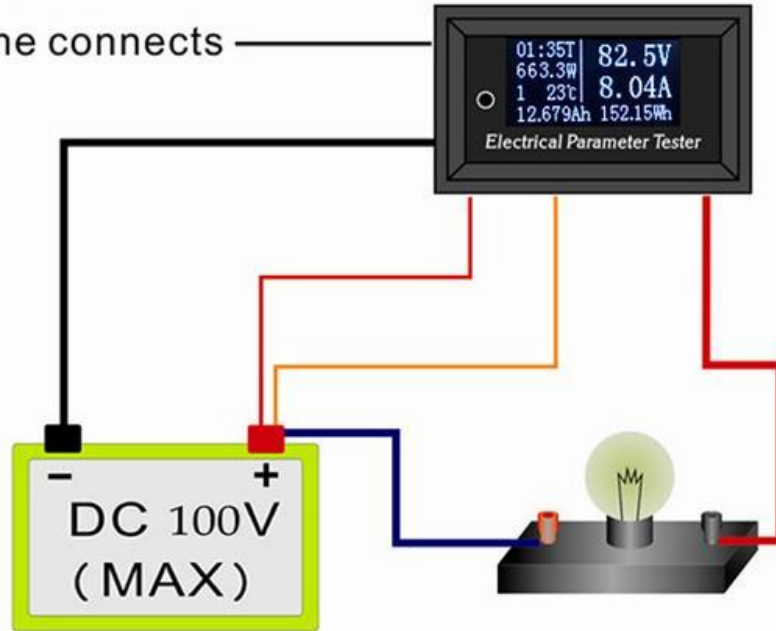 ne connects
01:35T 82.5V
663.3W
8.04A
1 23℃
12.679Ah 152.15Wh
Electrical Parameter Tester
− +
DC 100V
(MAX)